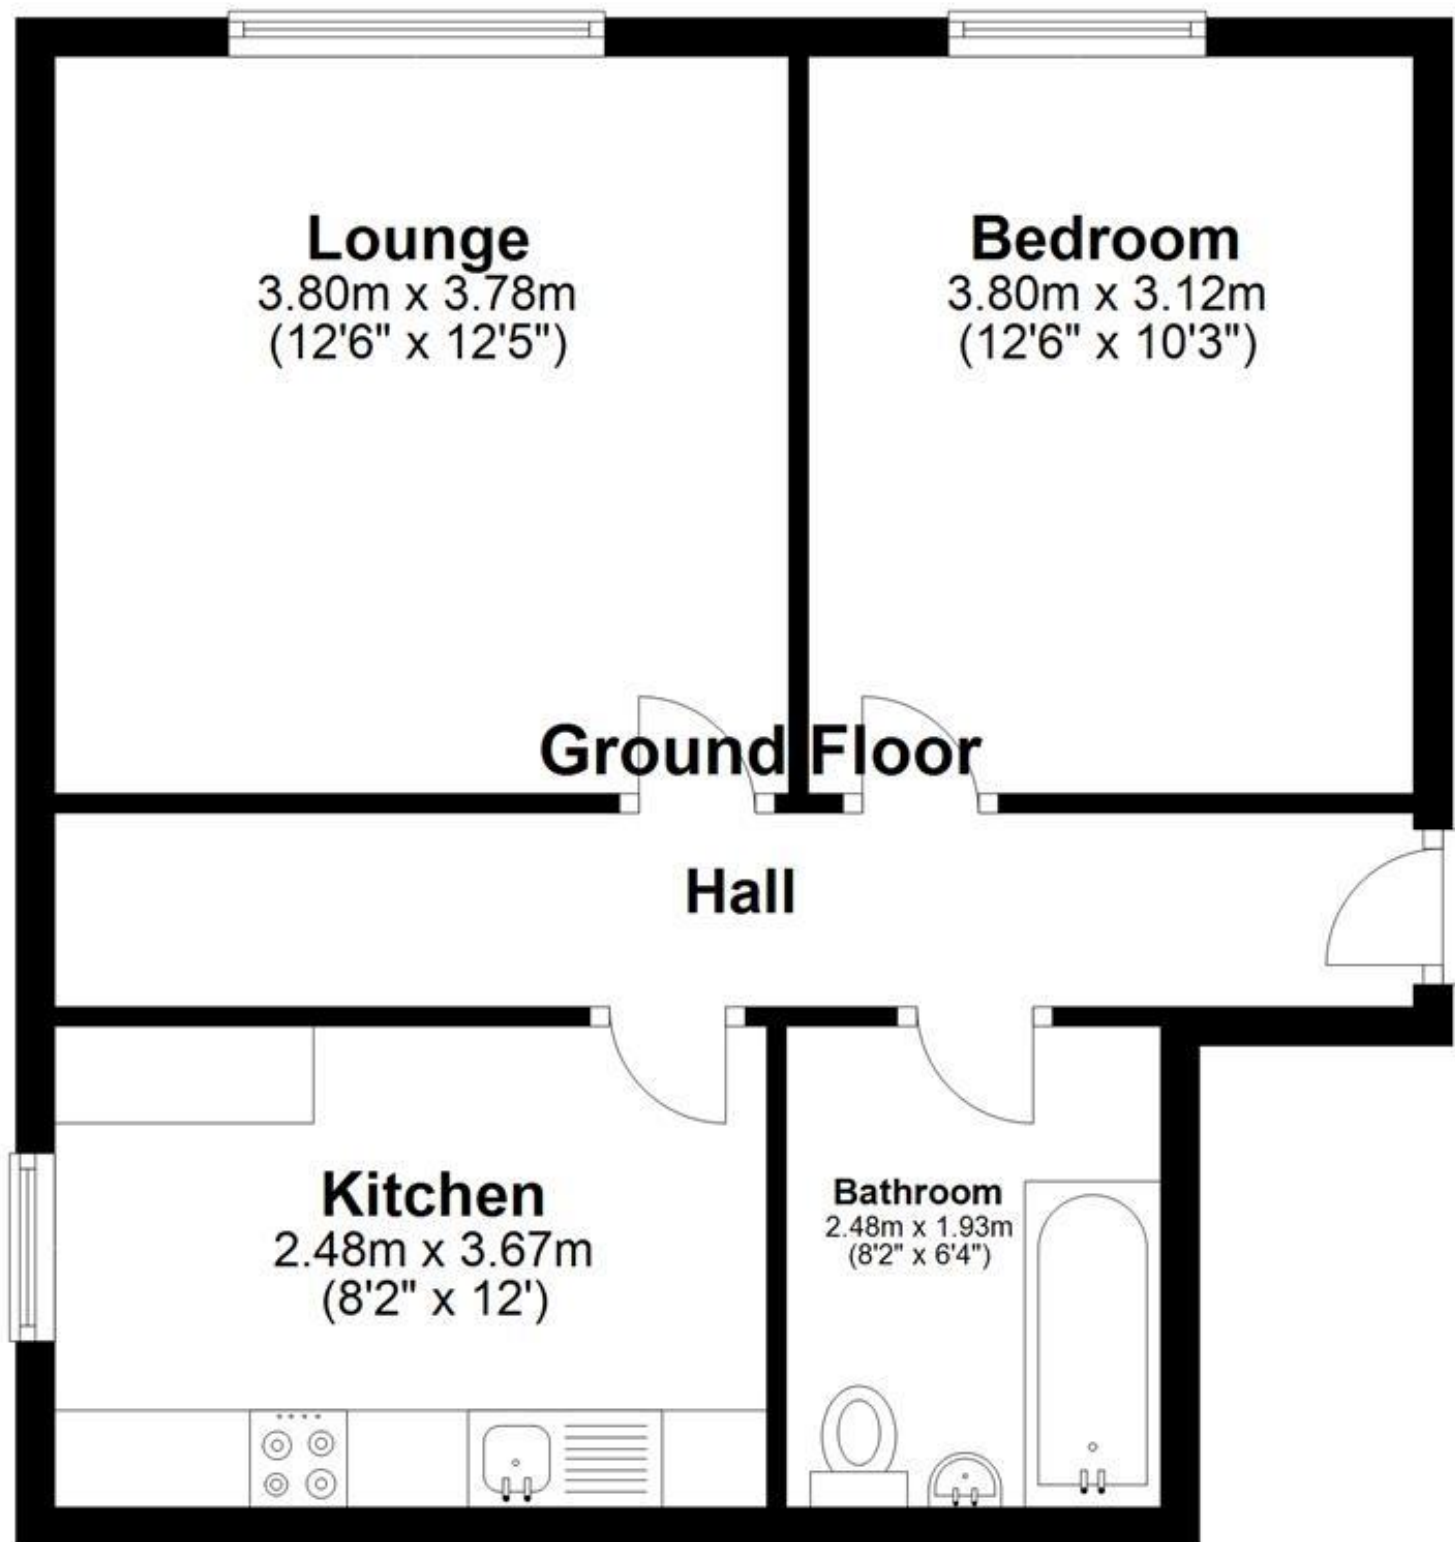 Lounge
3.80m x 3.78m
(12'6" x 12'5")
Bedroom
3.80m x 3.12m
(12'6" x 10'3")
Ground Floor
Hall
Kitchen
2.48m x 3.67m
(8'2" x 12')
Bathroom
2.48m x 1.93m
(8'2" x 6'4")